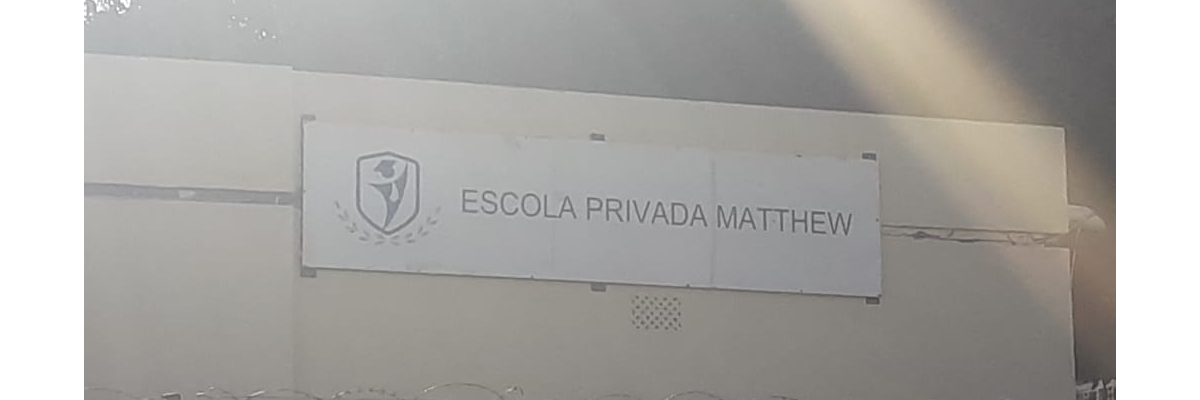 ESCOLA PRIVADA MATTHEW